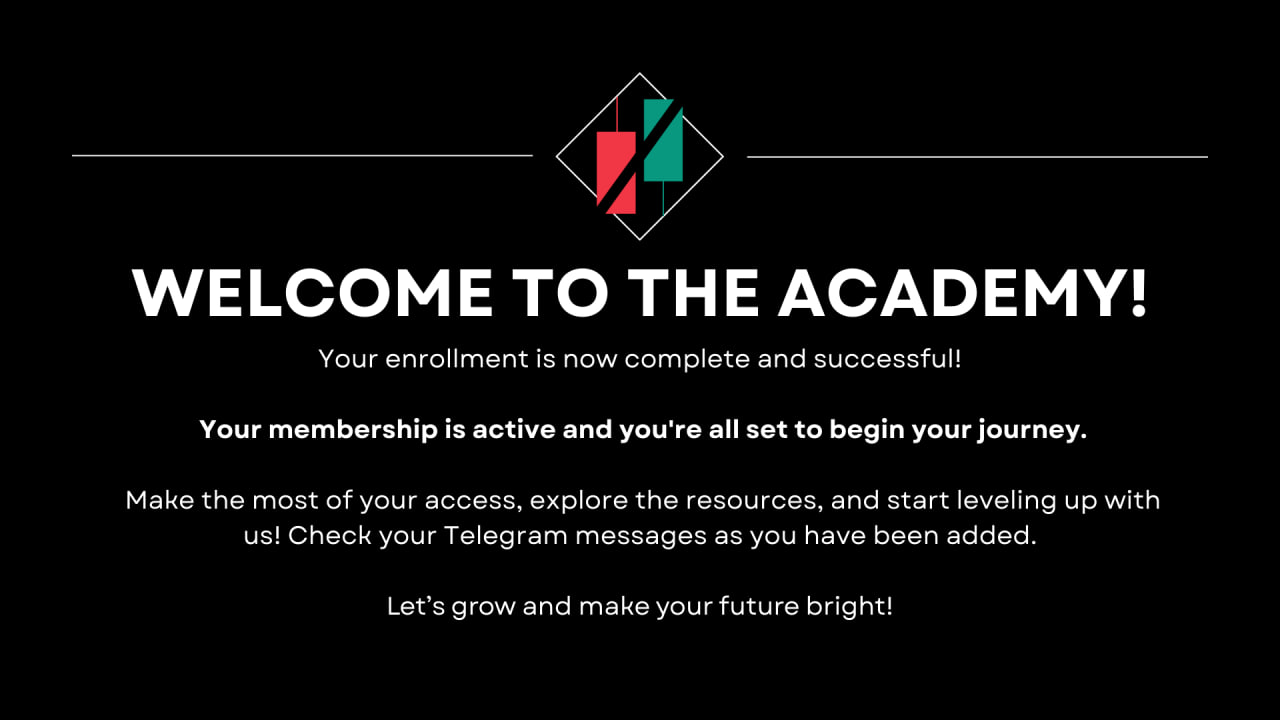 WELCOME TO THE ACADEMY!
Your enrollment is now complete and successful!
Your membership is active and you're all set to begin your journey.
Make the most of your access, explore the resources, and start leveling up with
us! Check your Telegram messages as you have been added.
Let’s grow and make your future bright!